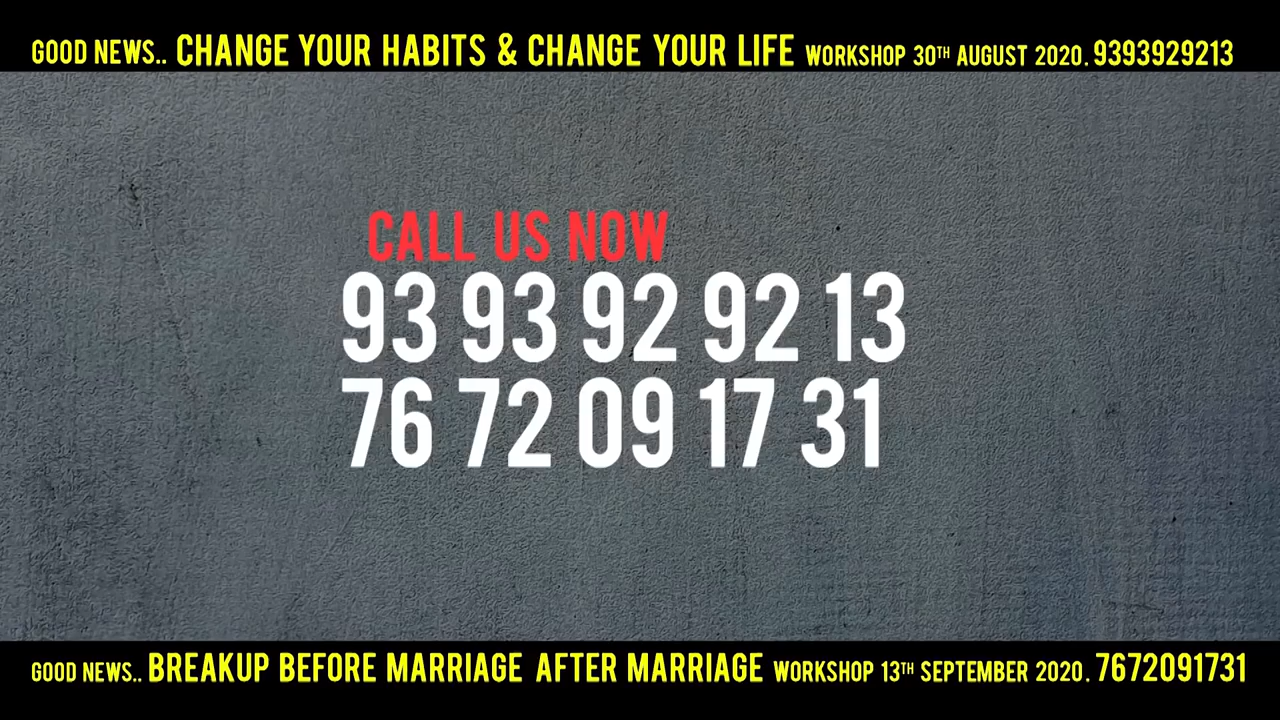 GOOD NEWS.. CHANGE YOUR HABITS & CHANGE YOUR LIFE WORKSHOP 30TH AUGUST 2020. 9393929213
CALL US NOW
93 93 92 92 13
76 72 09 17 31
GOOD NEWS.. BREAKUP BEFORE MARRIAGE AFTER MARRIAGE WORKSHOP 13TH SEPTEMBER 2020. 7672091731